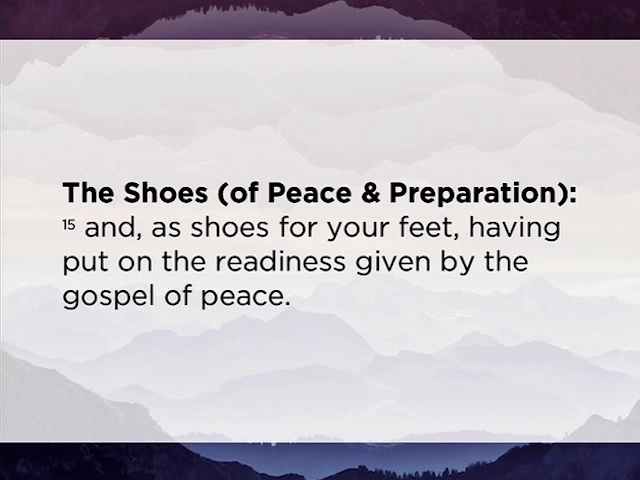 The Shoes (of Peace & Preparation):
15 and, as shoes for your feet, having
put on the readiness given by the
gospel of peace.